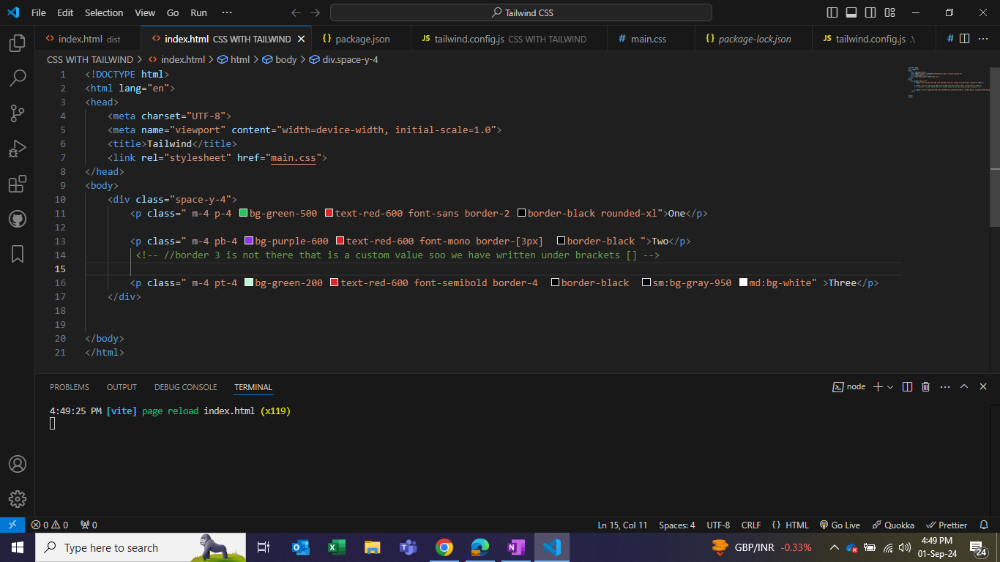 File Edit Selection View Go Run ··· Tailwind CSS
index.html dist index.html CSS WITH TAILWIND package.json tailwind.config.js CSS WITH TAILWIND main.css package-lock.json tailwind.config.js .\
CSS WITH TAILWIND > index.html > html > body > div.space-y-4
1 <!DOCTYPE html>
2 <html lang="en">
3 <head>
4 <meta charset="UTF-8">
5 <meta name="viewport" content="width=device-width, initial-scale=1.0">
6 <title>Tailwind</title>
7 <link rel="stylesheet" href="main.css">
8 </head>
9 <body>
10 <div class="space-y-4">
11 <p class=" m-4 p-4 bg-green-500 text-red-600 font-sans border-2 border-black rounded-xl">One</p>
12
13 <p class=" m-4 pb-4 bg-purple-600 text-red-600 font-mono border-[3px] border-black ">Two</p>
14 <!-- //border 3 is not there that is a custom value soo we have written under brackets [] -->
15
16 <p class=" m-4 pt-4 bg-green-200 text-red-600 font-semibold border-4 border-black sm:bg-gray-950 md:bg-white" >Three</p>
17 </div>
18
19
20 </body>
21 </html>
PROBLEMS OUTPUT DEBUG CONSOLE TERMINAL node
4:49:25 PM [vite] page reload index.html (x119)
0 0 0 Ln 15, Col 11 Spaces: 4 UTF-8 CRLF {} HTML Go Live Quokka Prettier
Type here to search GBP/INR -0.33% 4:49 PM
01-Sep-24 24